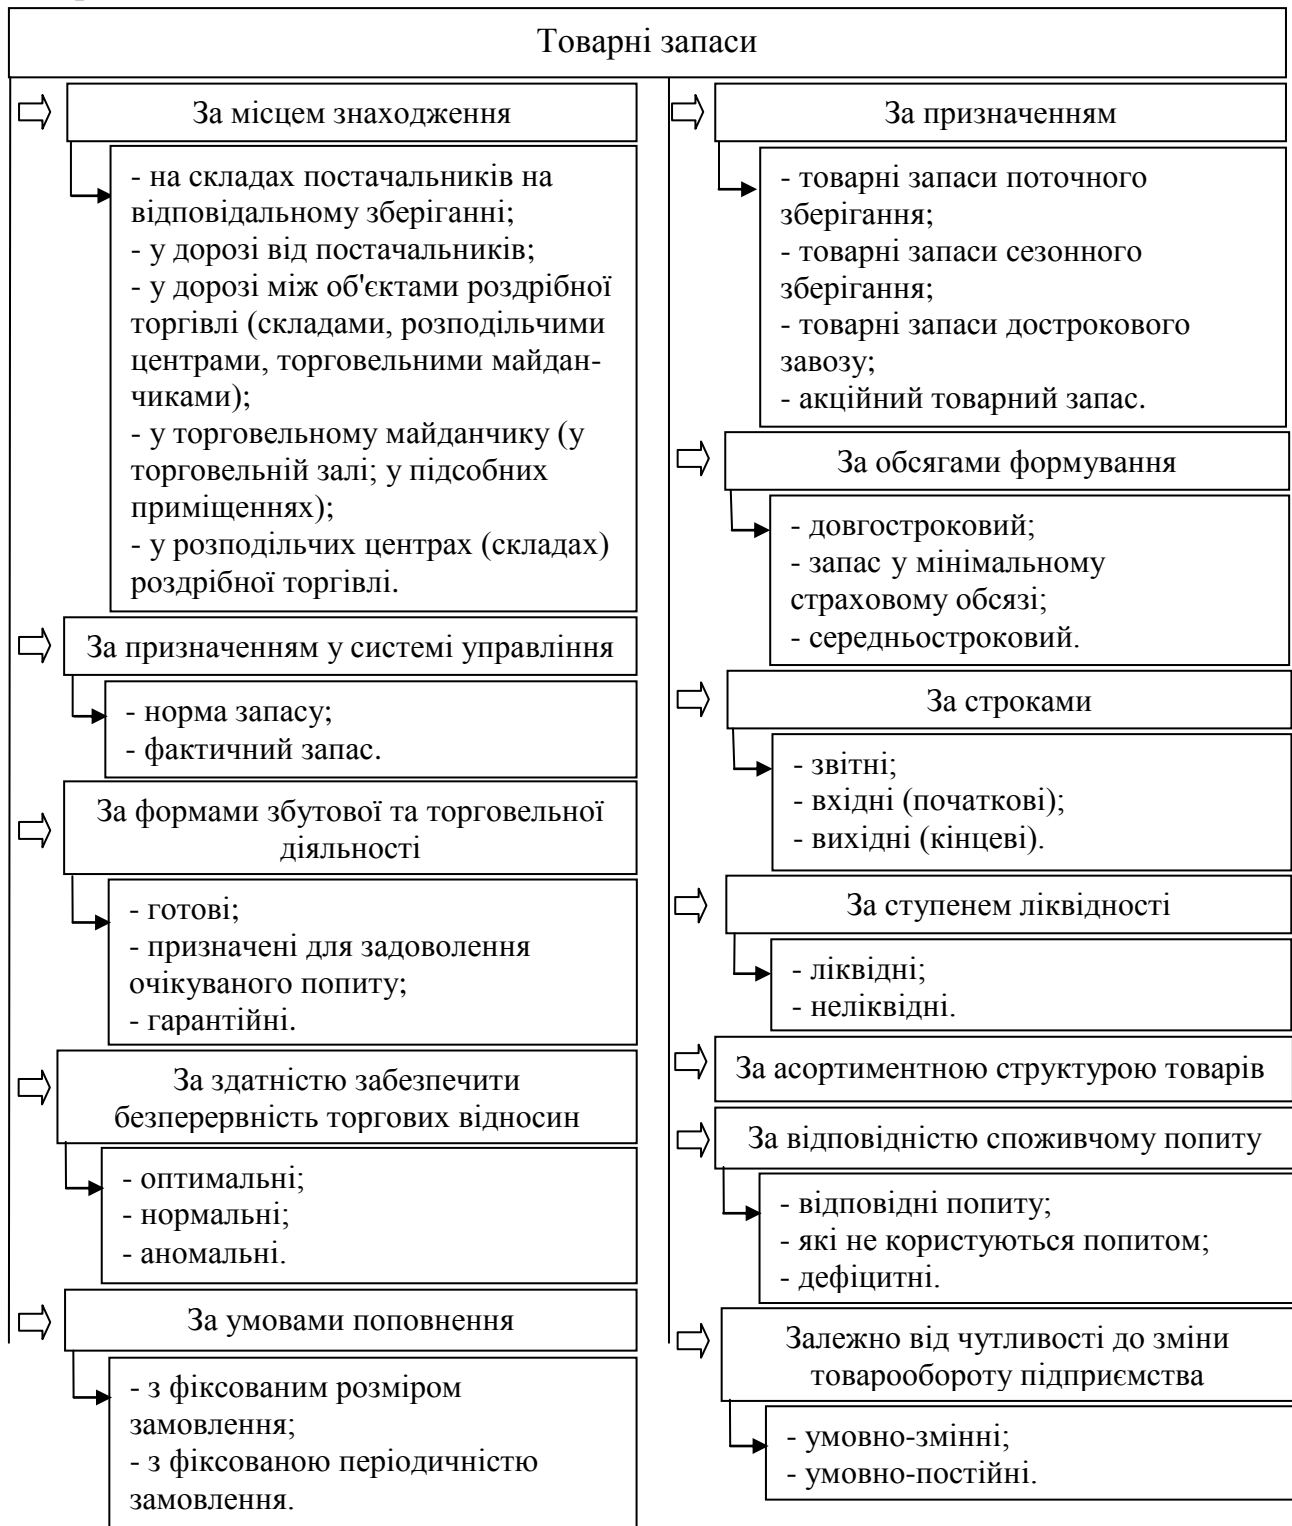 Товарні запаси
За місцем знаходження
- на складах постачальників на
відповідальному зберіганні;
- у дорозі від постачальників;
- у дорозі між об'єктами роздрібної
торгівлі (складами, розподільчими
центрами, торговельними майдан-
чиками);
- у торговельному майданчику (у
торговельній залі; у підсобних
приміщеннях);
- у розподільчих центрах (складах)
роздрібної торгівлі.
За призначенням у системі управління
- норма запасу;
- фактичний запас.
За формами збутової та торговельної
діяльності
- готові;
- призначені для задоволення
очікуваного попиту;
- гарантійні.
За здатністю забезпечити
безперервність торгових відносин
- оптимальні;
- нормальні;
- аномальні.
За умовами поповнення
- з фіксованим розміром
замовлення;
- з фіксованою періодичністю
замовлення.
За призначенням
- товарні запаси поточного
зберігання;
- товарні запаси сезонного
зберігання;
- товарні запаси дострокового
завозу;
- акційний товарний запас.
За обсягами формування
- довгостроковий;
- запас у мінімальному
страховому обсязі;
- середньостроковий.
За строками
- звітні;
- вхідні (початкові);
- вихідні (кінцеві).
За ступенем ліквідності
- ліквідні;
- неліквідні.
За асортиментною структурою товарів
За відповідністю споживчому попиту
- відповідні попиту;
- які не користуються попитом;
- дефіцитні.
Залежно від чутливості до зміни
товарообороту підприємства
- умовно-змінні;
- умовно-постійні.